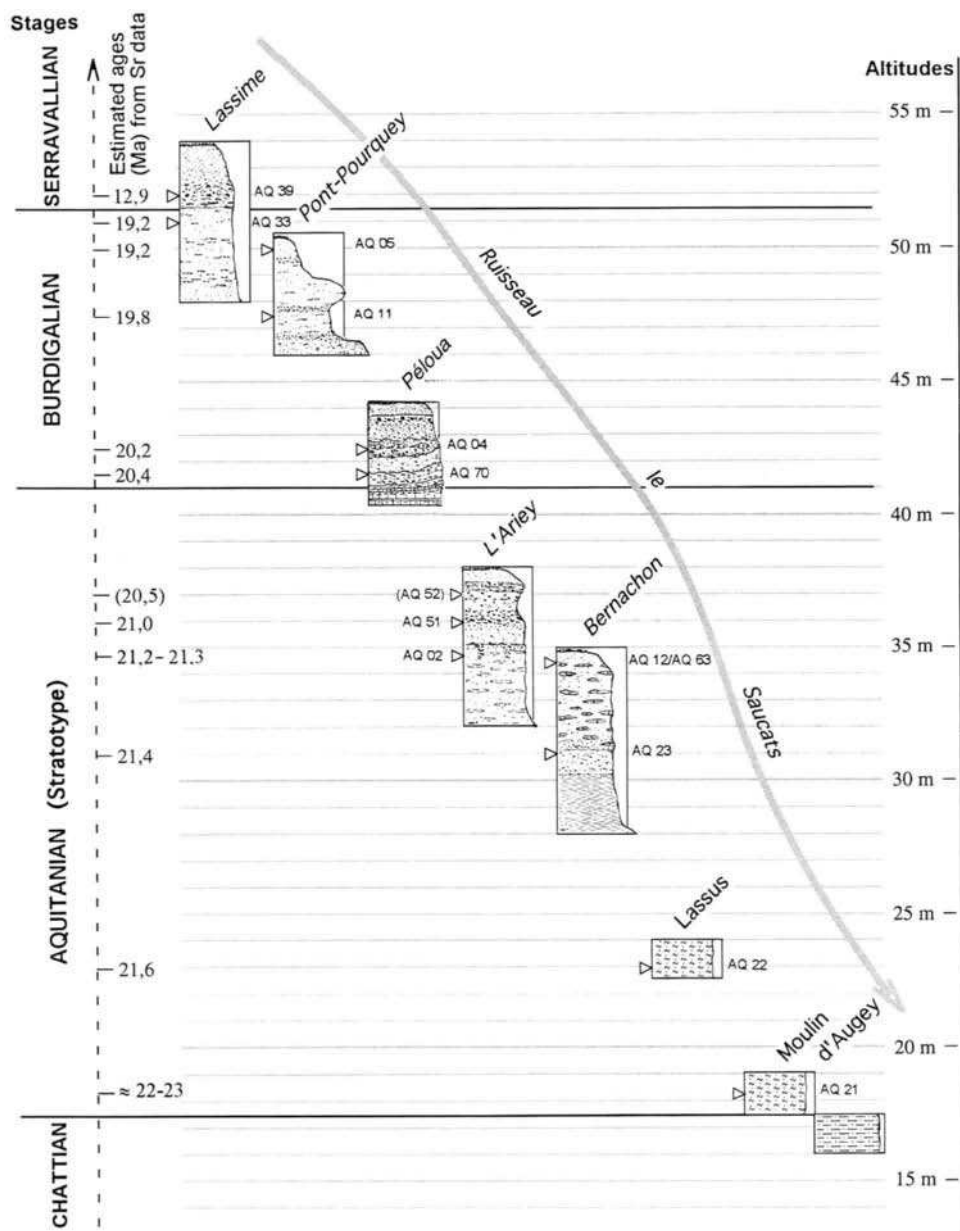 Stages
Estimated ages
(Ma) from Sr data
Altitudes
SERRAVALLIAN
BURDIGALIAN
AQUITANIAN (Stratotype)
CHATTIAN
12,9
19,2
19,2
19,8
20,2
20,4
(20,5)
21,0
21,2-21,3
21,4
21,6
≈ 22-23
Lassime
AQ 39
AQ 33
Pont-Pourquey
AQ 05
AQ 11
Péloua
AQ 04
AQ 70
L'Ariey
(AQ 52)
AQ 51
AQ 02
Bernachon
AQ 12/AQ 63
AQ 23
Lassus
AQ 22
Moulin
d'Augey
AQ 21
Ruisseau
le
Saucats
55 m
50 m
45 m
40 m
35 m
30 m
25 m
20 m
15 m